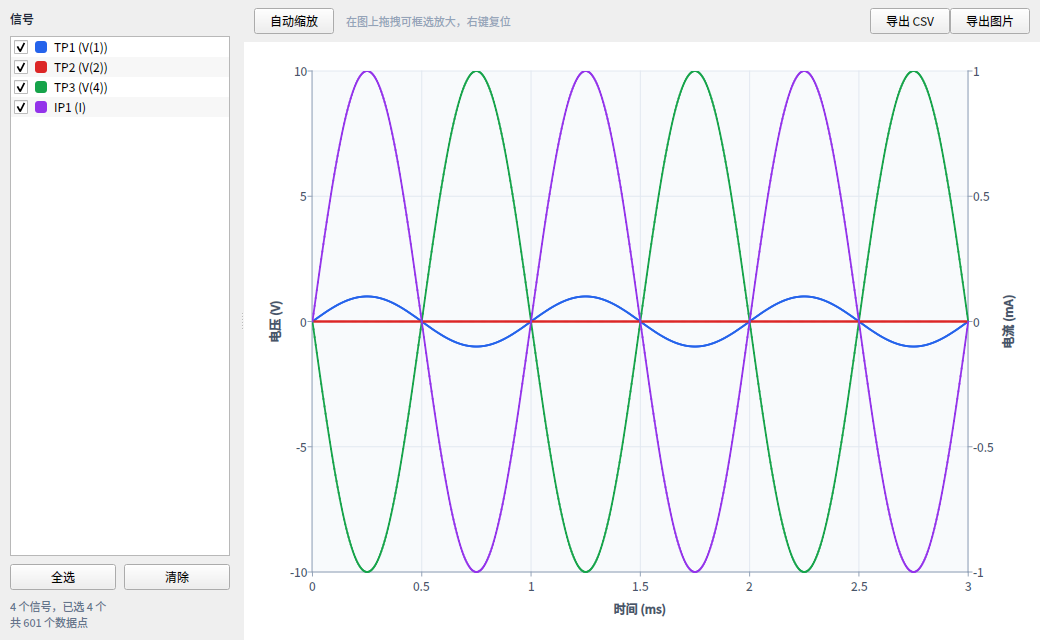 信号
TP1 (V(1))
TP2 (V(2))
TP3 (V(4))
IP1 (I)
全选
清除
4 个信号，已选 4 个
共 601 个数据点
自动缩放
在图上拖拽可框选放大，右键复位
导出 CSV
导出图片
10
5
0
-5
-10
电压 (V)
1
0.5
0
-0.5
-1
电流 (mA)
0
0.5
1
1.5
2
2.5
3
时间 (ms)